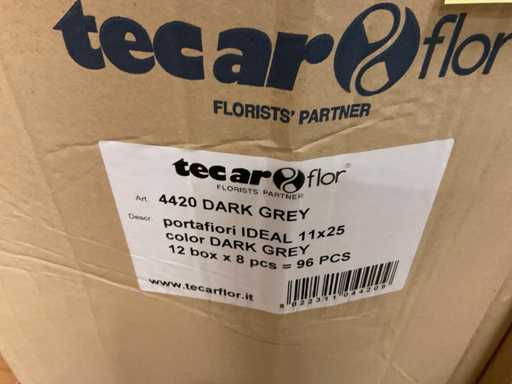 tecar flor
FLORISTS' PARTNER
tecar flor®
FLORISTS PARTNER
Art. 4420 DARK GREY
Descr. portafiori IDEAL 11x25
color DARK GREY
12 box x 8 pcs = 96 PCS
www.tecarflor.it
8022311044209